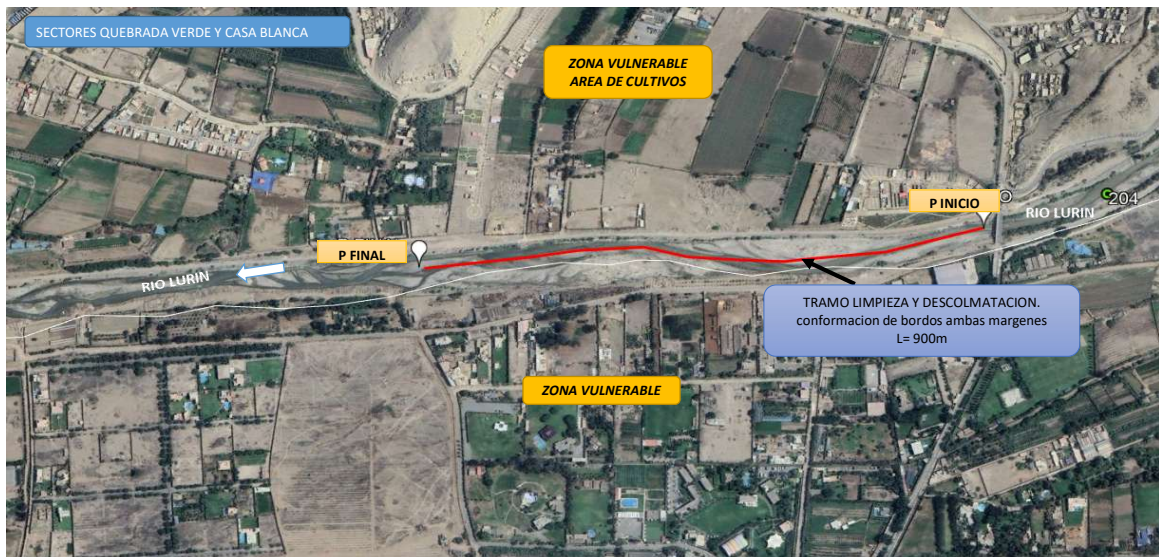 SECTORES QUEBRADA VERDE Y CASA BLANCA
ZONA VULNERABLE
AREA DE CULTIVOS
P INICIO
204
RIO LURIN
P FINAL
RIO LURIN
TRAMO LIMPIEZA Y DESCOLMATACION.
conformacion de bordos ambas margenes
L= 900m
ZONA VULNERABLE